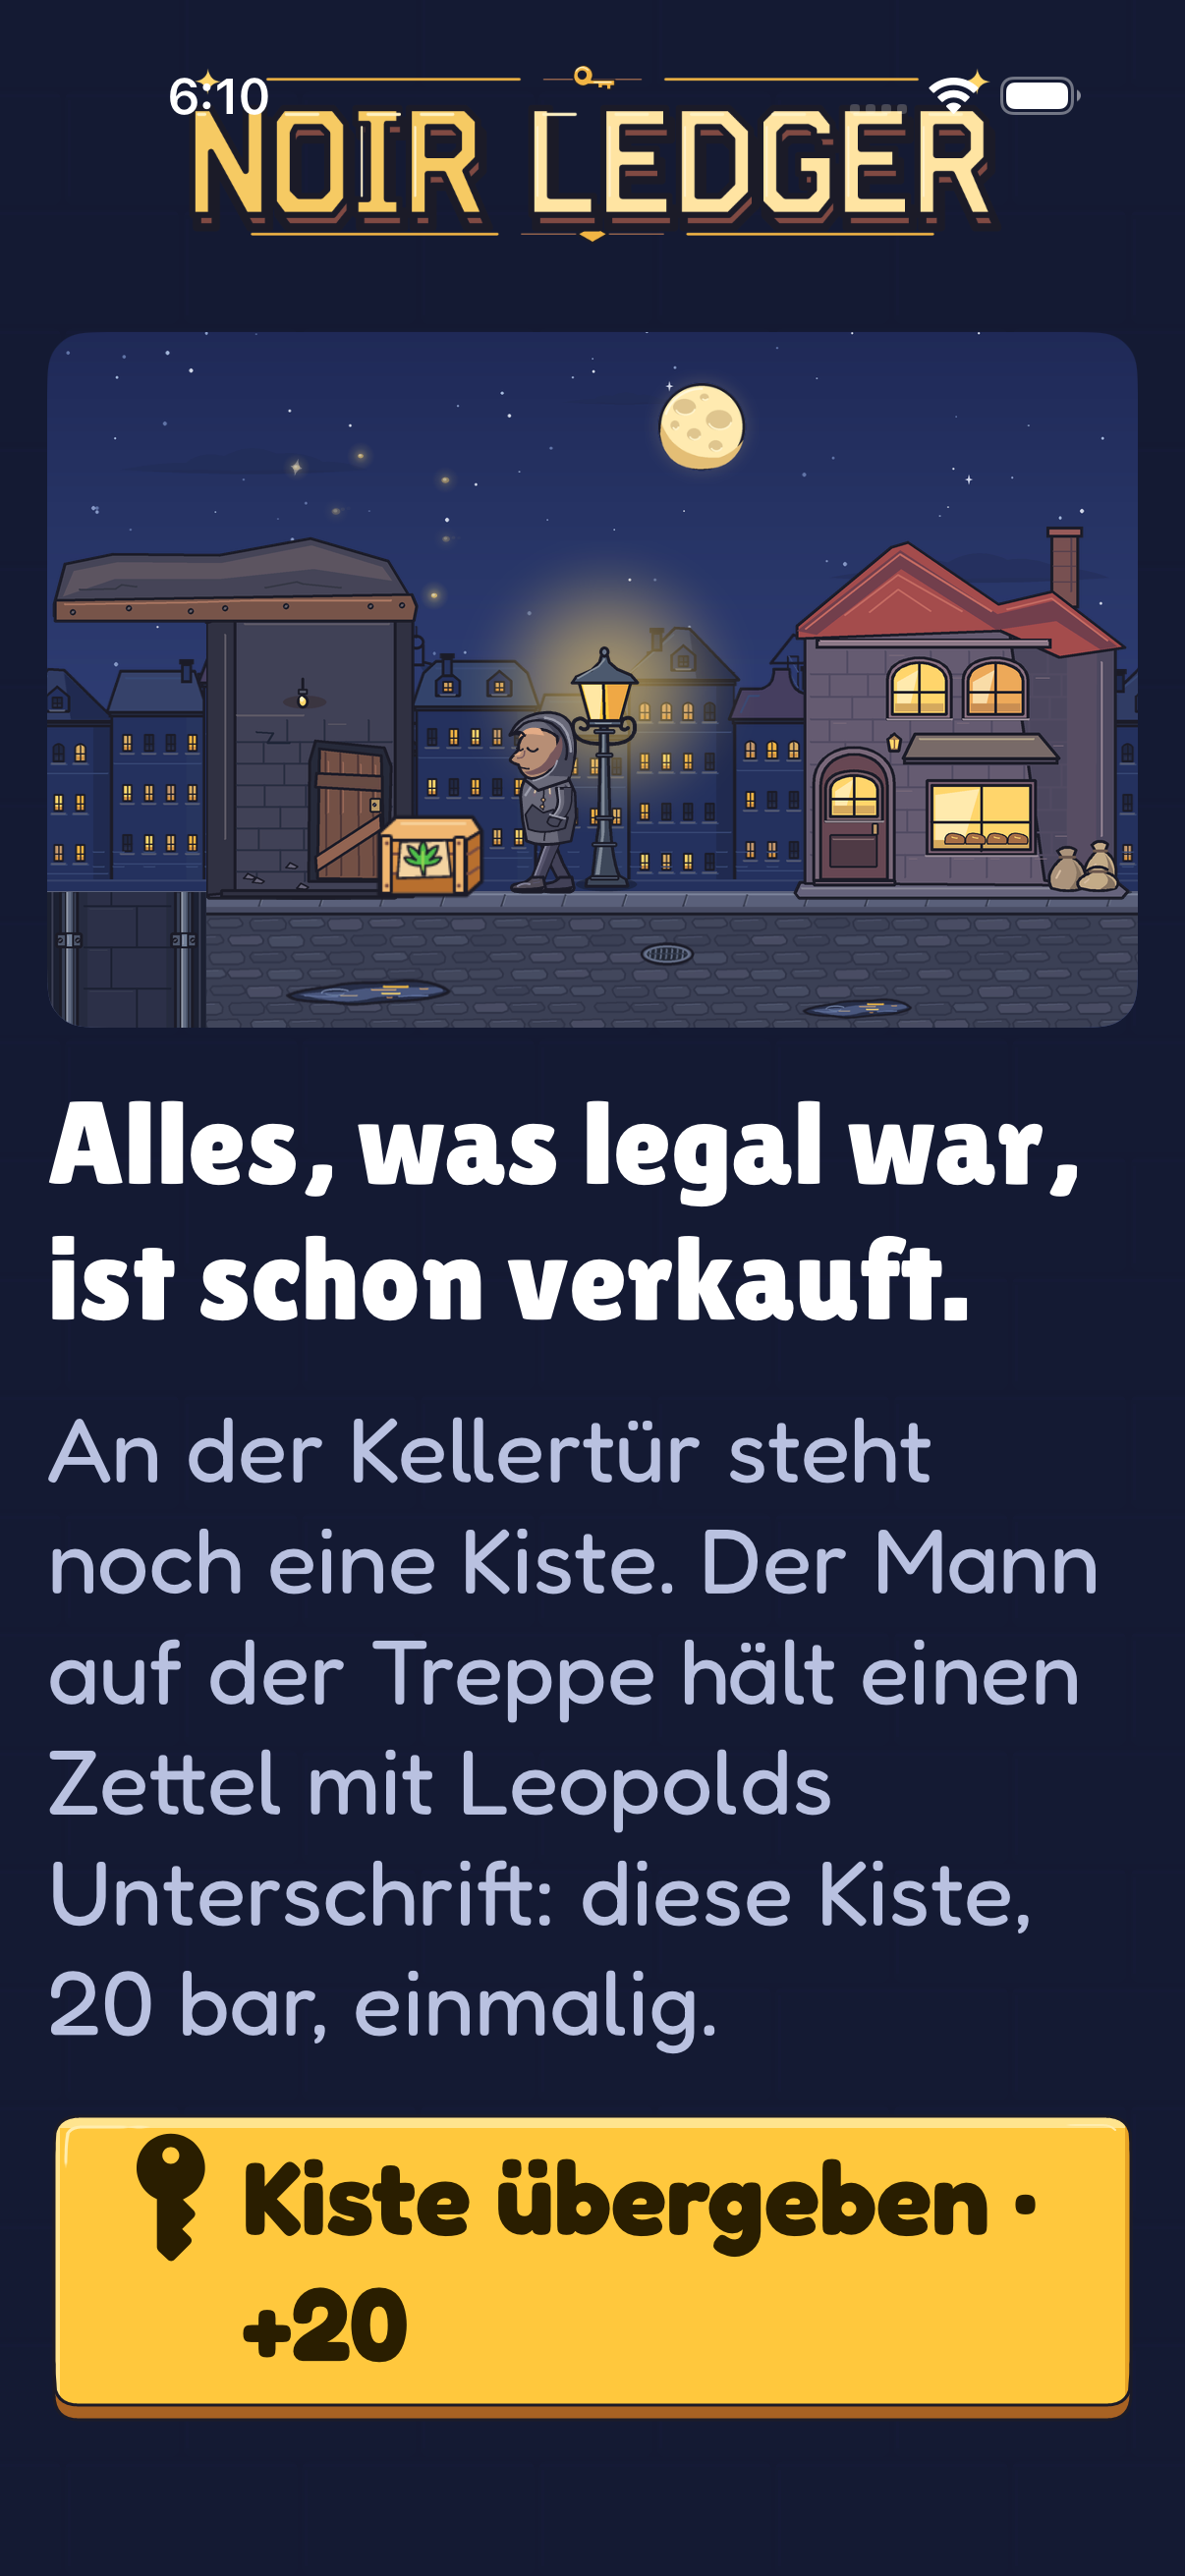 6:10
NOIR LEDGER
Alles, was legal war,
ist schon verkauft.
An der Kellertür steht
noch eine Kiste. Der Mann
auf der Treppe hält einen
Zettel mit Leopolds
Unterschrift: diese Kiste,
20 bar, einmalig.
Kiste übergeben ·
+20